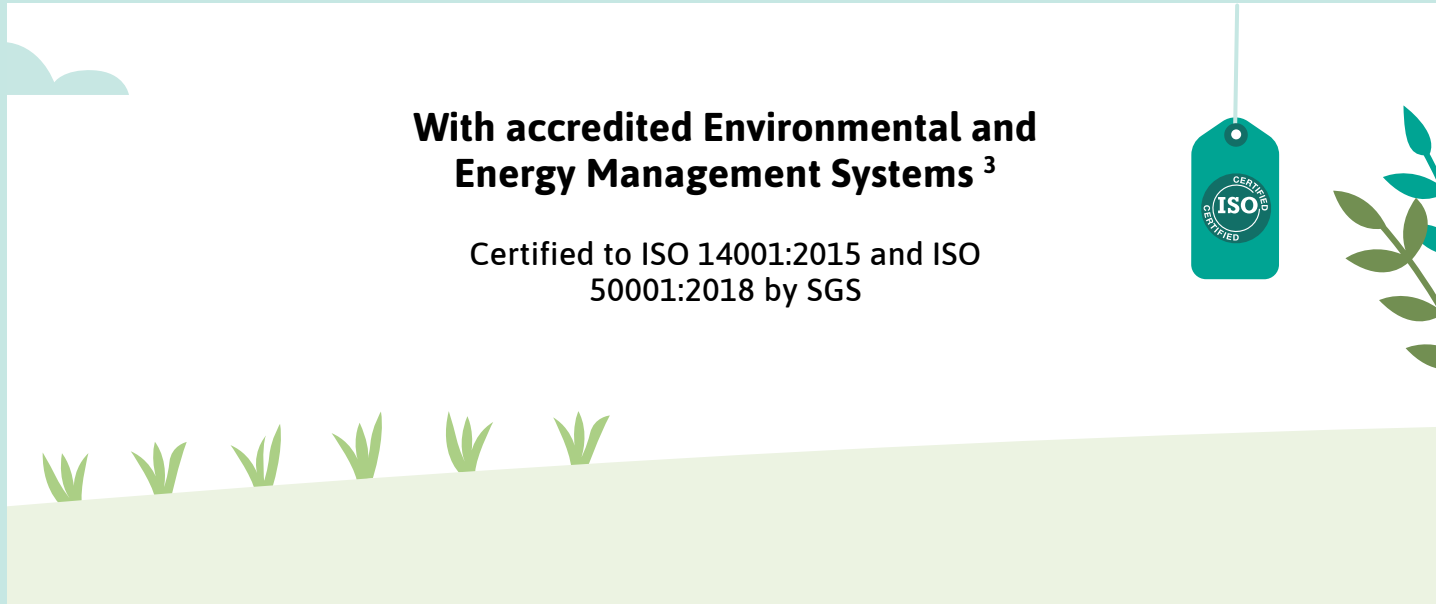 With accredited Environmental and
Energy Management Systems ³
Certified to ISO 14001:2015 and ISO
50001:2018 by SGS
CERTIFIED
ISO
CERTIFIED